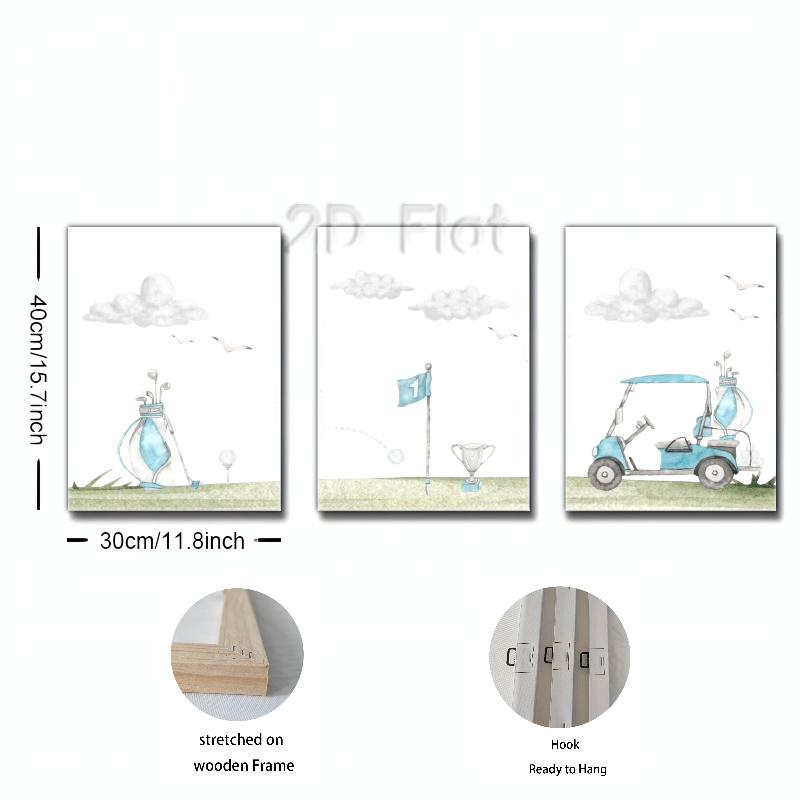 2D Flat
40cm/15.7inch
1
30cm/11.8inch
stretched on
wooden Frame
Hook
Ready to Hang